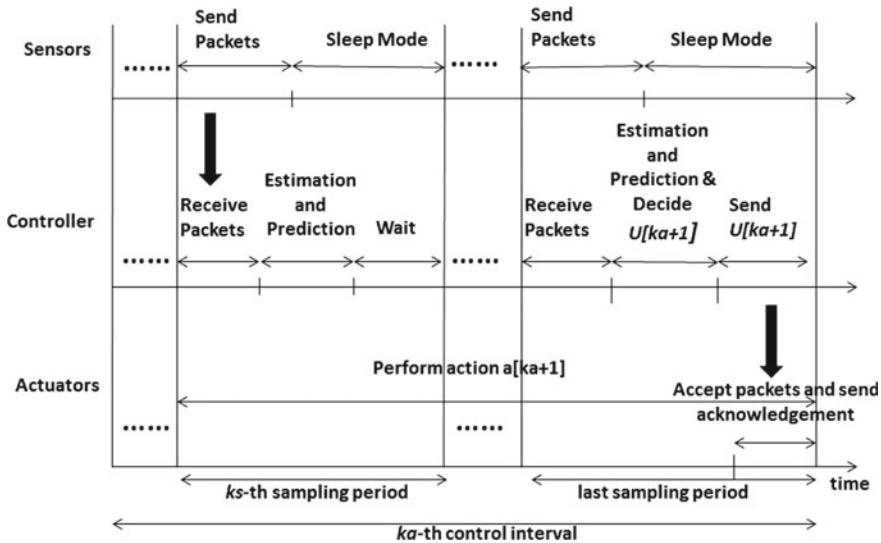 Send
Packets
Sleep Mode
Send
Packets
Sleep Mode
Sensors
......
......
Estimation
and
Prediction &
Decide
U[ka+1]
Estimation
and
Prediction
Receive
Packets
Wait
Receive
Packets
Send
U[ka+1]
Controller
......
......
Perform action a[ka+1]
Actuators
Accept packets and send
acknowledgement
......
......
time
ks-th sampling period
last sampling period
ka-th control interval